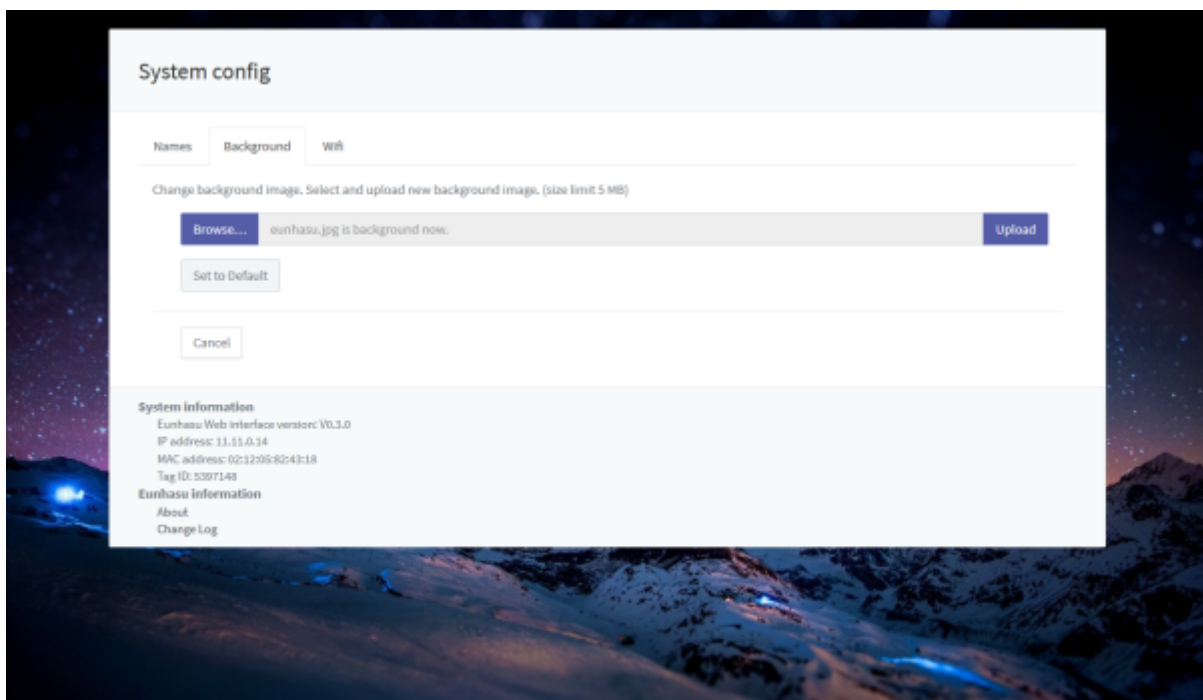 System config
Names Background Wifi
Change background image. Select and upload new background image. (size limit 5 MB)
Browse.... eunhasu.jpg is background now. Upload
Set to Default
Cancel
System information
Eunhasu Web Interface version: V0.3.0
IP address: 11.11.0.14
MAC address: 02:12:05:82:43:18
Tag ID: 5397148
Eunhasu information
About
Change Log